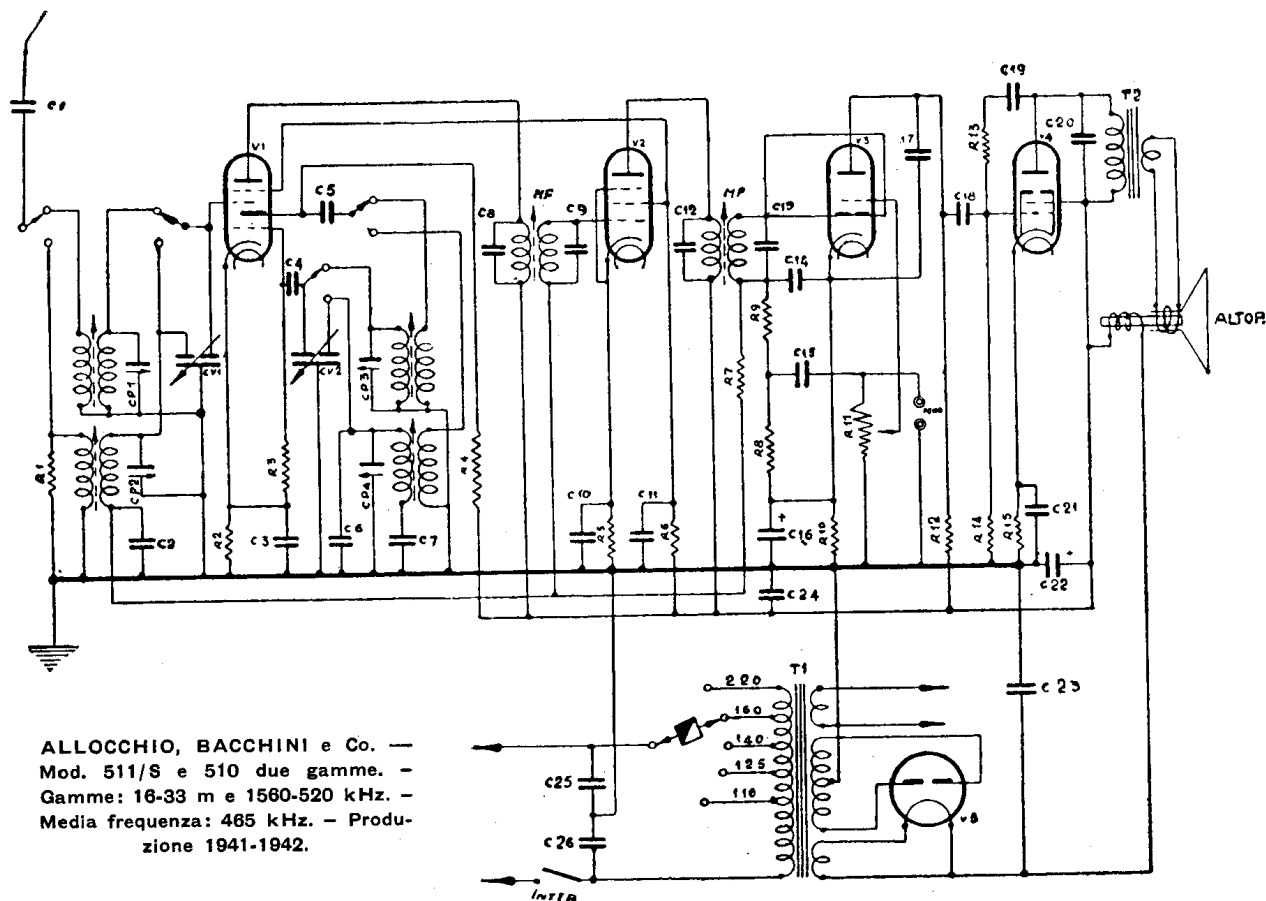 C19
T2
C20
V1
V2
V3
V4
R13
17
C5
MF
MF
C18
C8
C9
C12
C19
C4
C14
ALTOP.
CV1
CV2
R9
CP1
CP3
C15
R7
R11
R8
R1
CP2
R3
CP4
R4
C10
C11
C21
C2
R2
C3
C6
C7
R5
R6
C16
+
R10
R12
R14
R15
C22
+
C24
T1
220
C23
160
140
125
110
C25
C26
INTER.
ALLOCCHIO, BACCHINI e Co. —
Mod. 511/S e 510 due gamme. –
Gamme: 16-33 m e 1560-520 kHz. –
Media frequenza: 465 kHz. – Produ-
zione 1941-1942.